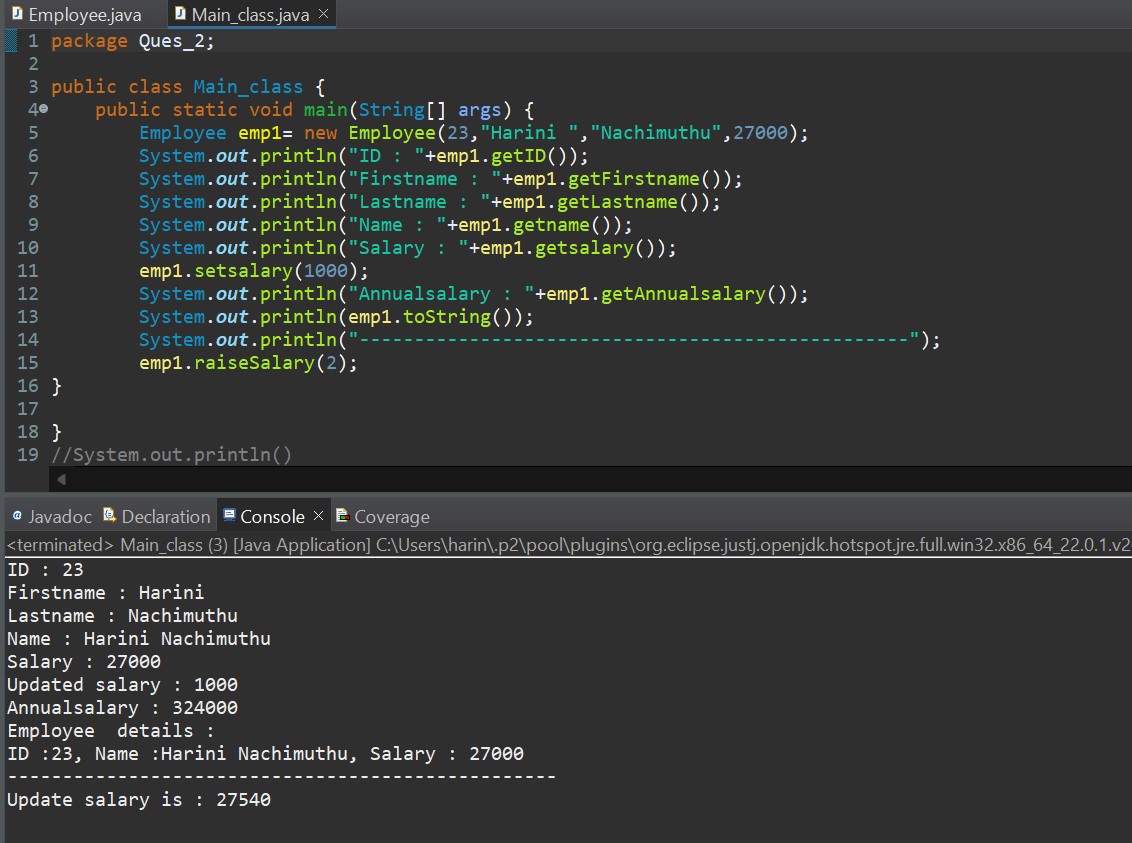 Employee.java Main_class.java
1 package Ques_2;
2
3 public class Main_class {
4 public static void main(String[] args) {
5 Employee emp1= new Employee(23,"Harini ","Nachimuthu",27000);
6 System.out.println("ID : "+emp1.getID());
7 System.out.println("Firstname : "+emp1.getFirstname());
8 System.out.println("Lastname : "+emp1.getLastname());
9 System.out.println("Name : "+emp1.getname());
10 System.out.println("Salary : "+emp1.getsalary());
11 emp1.setsalary(1000);
12 System.out.println("Annualsalary : "+emp1.getAnnualsalary());
13 System.out.println(emp1.toString());
14 System.out.println("--------------------------------------------------");
15 emp1.raiseSalary(2);
16 }
17
18 }
19 //System.out.println()
Javadoc Declaration Console Coverage
<terminated> Main_class (3) [Java Application] C:\Users\harin\.p2\pool\plugins\org.eclipse.justj.openjdk.hotspot.jre.full.win32.x86_64_22.0.1.v2
ID : 23
Firstname : Harini
Lastname : Nachimuthu
Name : Harini Nachimuthu
Salary : 27000
Updated salary : 1000
Annualsalary : 324000
Employee  details :
ID :23, Name :Harini Nachimuthu, Salary : 27000
--------------------------------------------------
Update salary is : 27540